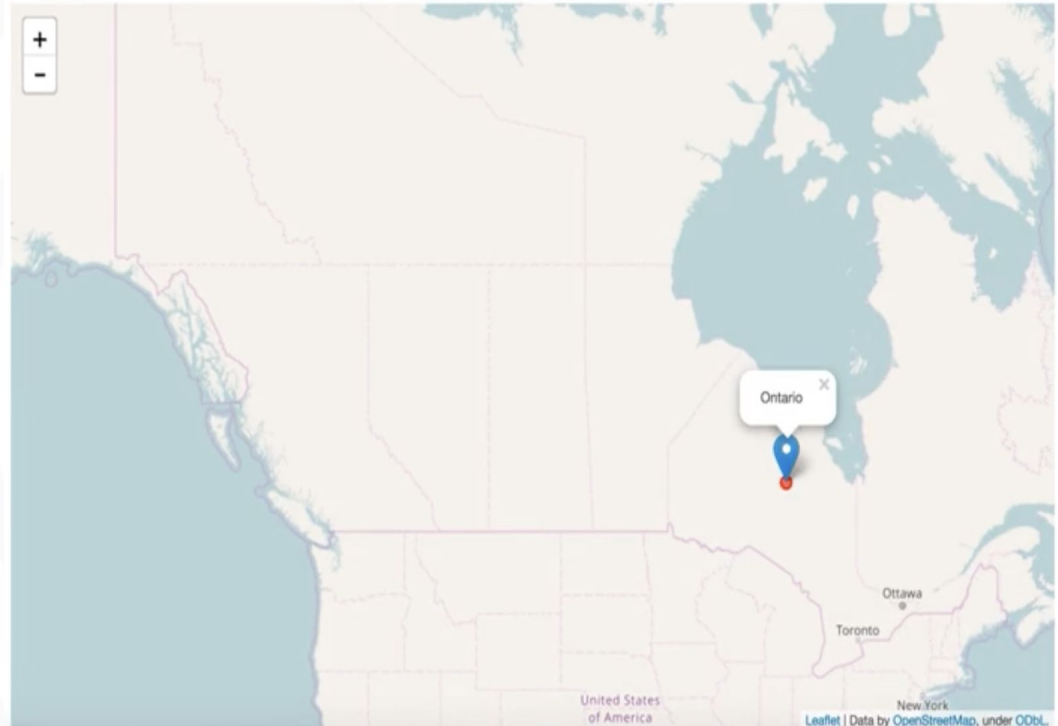 +
−
×
Ontario
Ottawa
Toronto
United States
of America
New York
Leaflet | Data by OpenStreetMap, under ODbL.